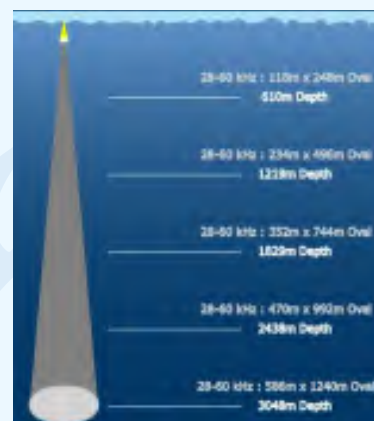 28-60 kHz : 118m x 248m Oval
610m Depth
28-60 kHz : 234m x 496m Oval
1219m Depth
28-60 kHz : 352m x 744m Oval
1829m Depth
28-60 kHz : 470m x 992m Oval
2438m Depth
28-60 kHz : 586m x 1240m Oval
3048m Depth